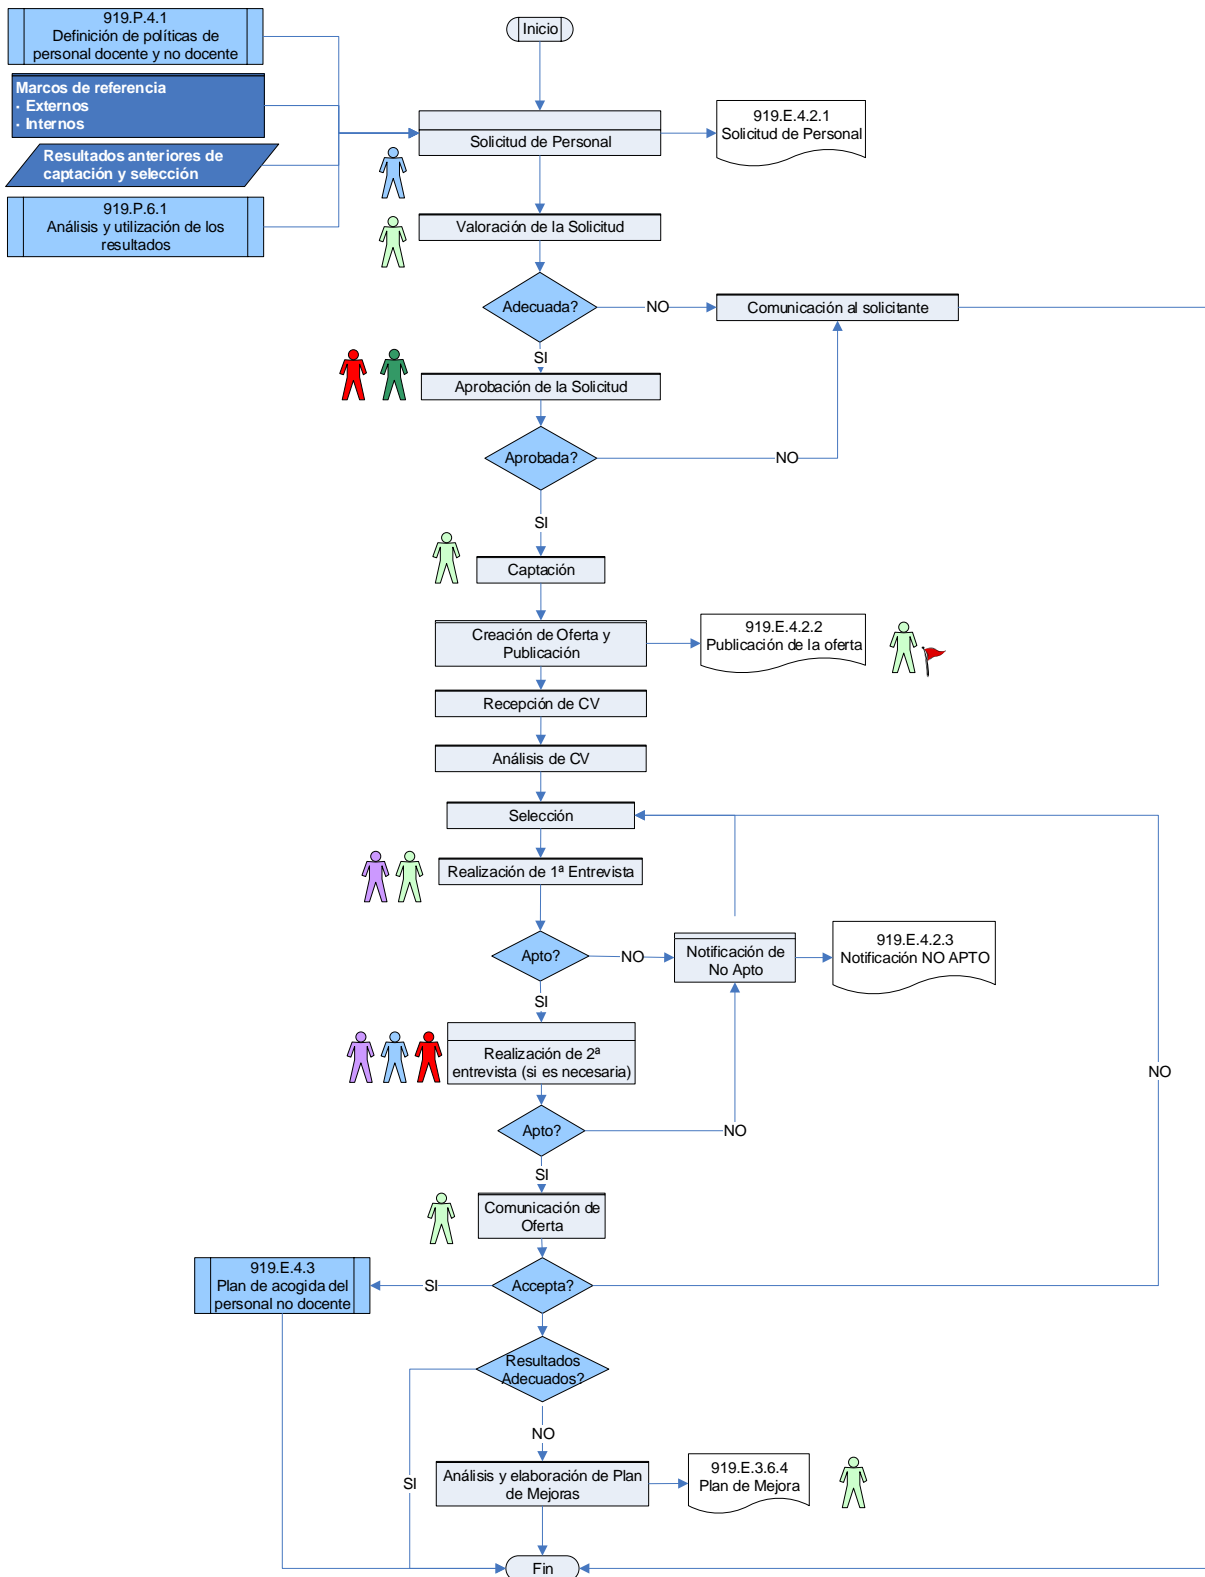 919.P.4.1
Definición de políticas de
personal docente y no docente
Inicio
Marcos de referencia
· Externos
· Internos
Solicitud de Personal
919.E.4.2.1
Solicitud de Personal
Resultados anteriores de
captación y selección
919.P.6.1
Análisis y utilización de los
resultados
Valoración de la Solicitud
Adecuada?
NO
Comunicación al solicitante
SI
Aprobación de la Solicitud
Aprobada?
NO
SI
Captación
Creación de Oferta y
Publicación
919.E.4.2.2
Publicación de la oferta
Recepción de CV
Análisis de CV
Selección
Realización de 1ª Entrevista
Apto?
NO
Notificación de
No Apto
919.E.4.2.3
Notificación NO APTO
SI
Realización de 2ª
entrevista (si es necesaria)
NO
Apto?
NO
SI
Comunicación de
Oferta
919.E.4.3
Plan de acogida del
personal no docente
SI
Accepta?
Resultados
Adecuados?
NO
SI
Análisis y elaboración de Plan
de Mejoras
919.E.3.6.4
Plan de Mejora
Fin